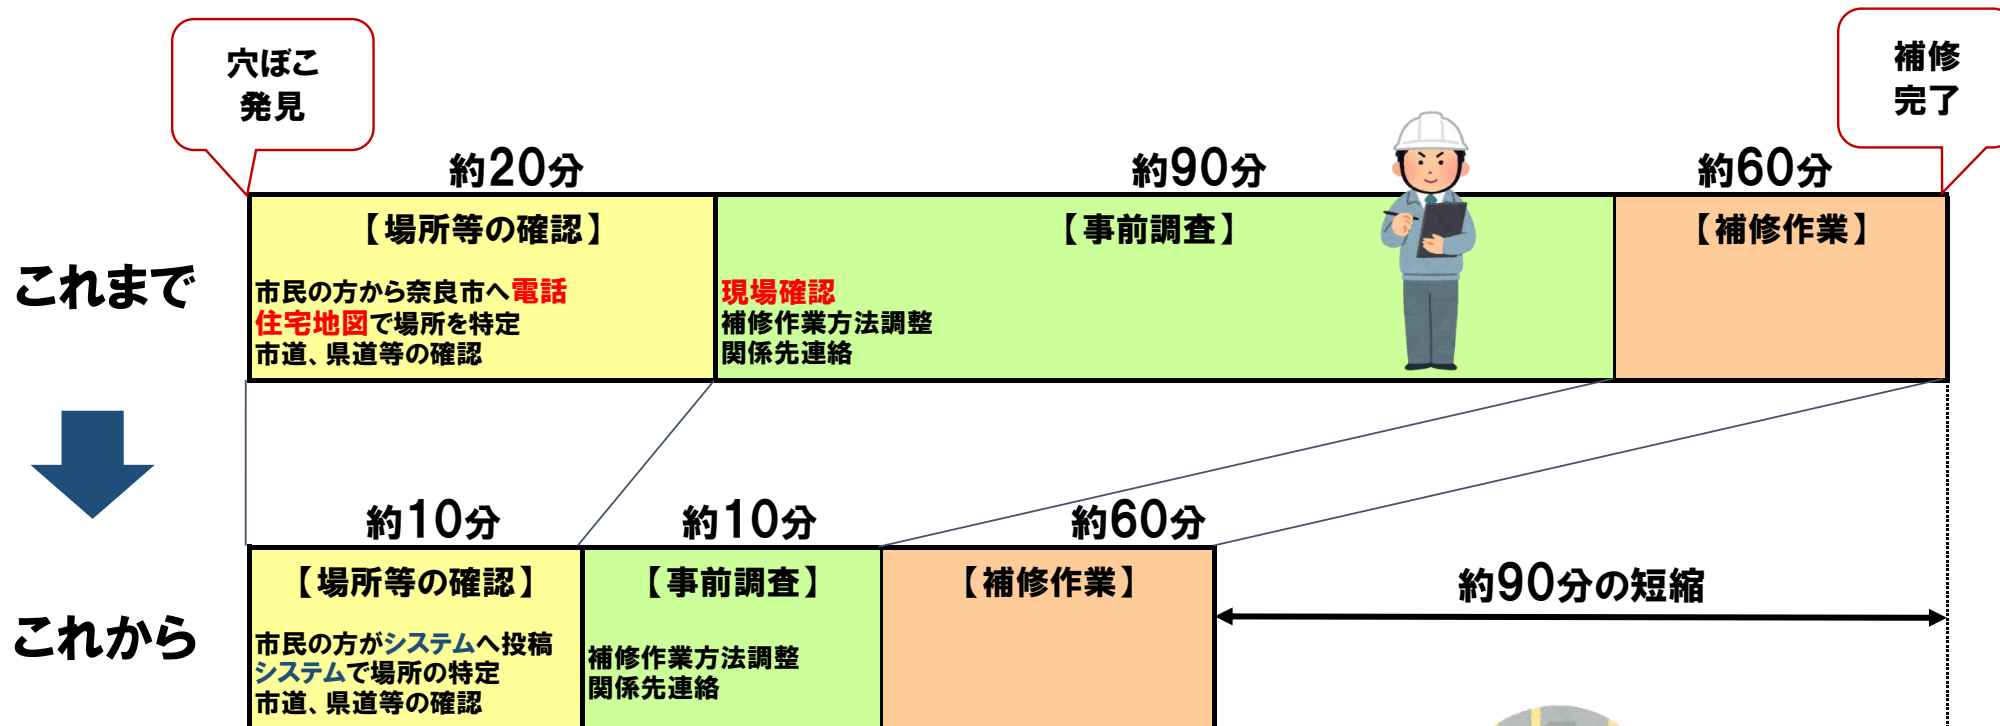 穴ぼこ
発見
補修
完了
約20分
約90分
約60分
これまで
【場所等の確認】
市民の方から奈良市へ電話
住宅地図で場所を特定
市道、県道等の確認
【事前調査】
現場確認
補修作業方法調整
関係先連絡
【補修作業】
約10分
約10分
約60分
これから
【場所等の確認】
市民の方がシステムへ投稿
システムで場所の特定
市道、県道等の確認
【事前調査】
補修作業方法調整
関係先連絡
【補修作業】
約90分の短縮